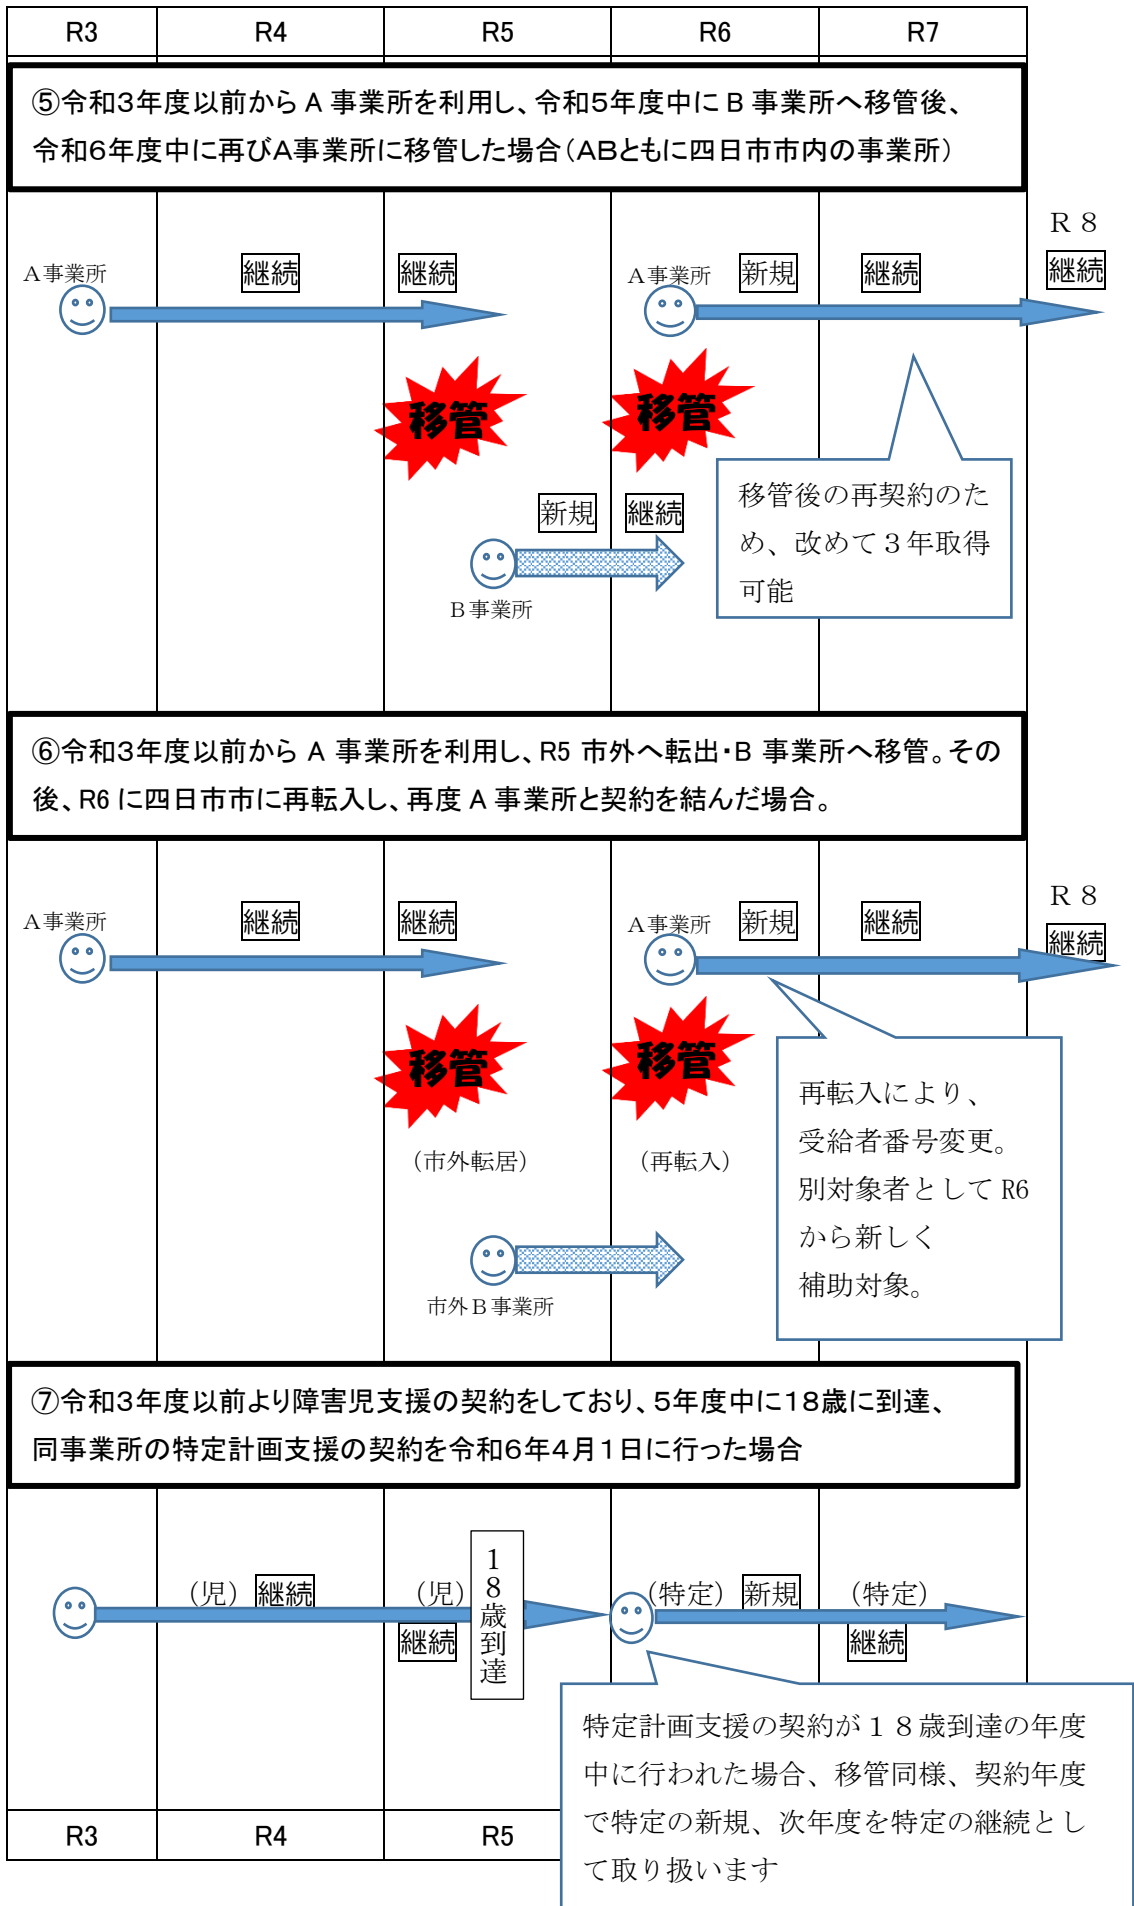 R3 R4 R5 R6 R7
⑤令和3年度以前から A 事業所を利用し、令和5年度中に B 事業所へ移管後、
令和6年度中に再びA事業所に移管した場合(ABともに四日市市内の事業所)
R8
A事業所 継続 継続 A事業所 新規 継続 継続
移管 移管
移管後の再契約のた
め、改めて3年取得
可能
新規 継続
B事業所
⑥令和3年度以前から A 事業所を利用し、R5 市外へ転出・B 事業所へ移管。その
後、R6 に四日市市に再転入し、再度 A 事業所と契約を結んだ場合。
R8
A事業所 継続 継続 A事業所 新規 継続 継続
移管 移管
(市外転居) (再転入)
再転入により、
受給者番号変更。
別対象者として R6
から新しく
補助対象。
市外B事業所
⑦令和3年度以前より障害児支援の契約をしており、5年度中に18歳に到達、
同事業所の特定計画支援の契約を令和6年4月1日に行った場合
(児) 継続 (児) 継続 18歳到達 (特定) 新規 (特定) 継続
特定計画支援の契約が18歳到達の年度
中に行われた場合、移管同様、契約年度
で特定の新規、次年度を特定の継続とし
て取り扱います
R3 R4 R5